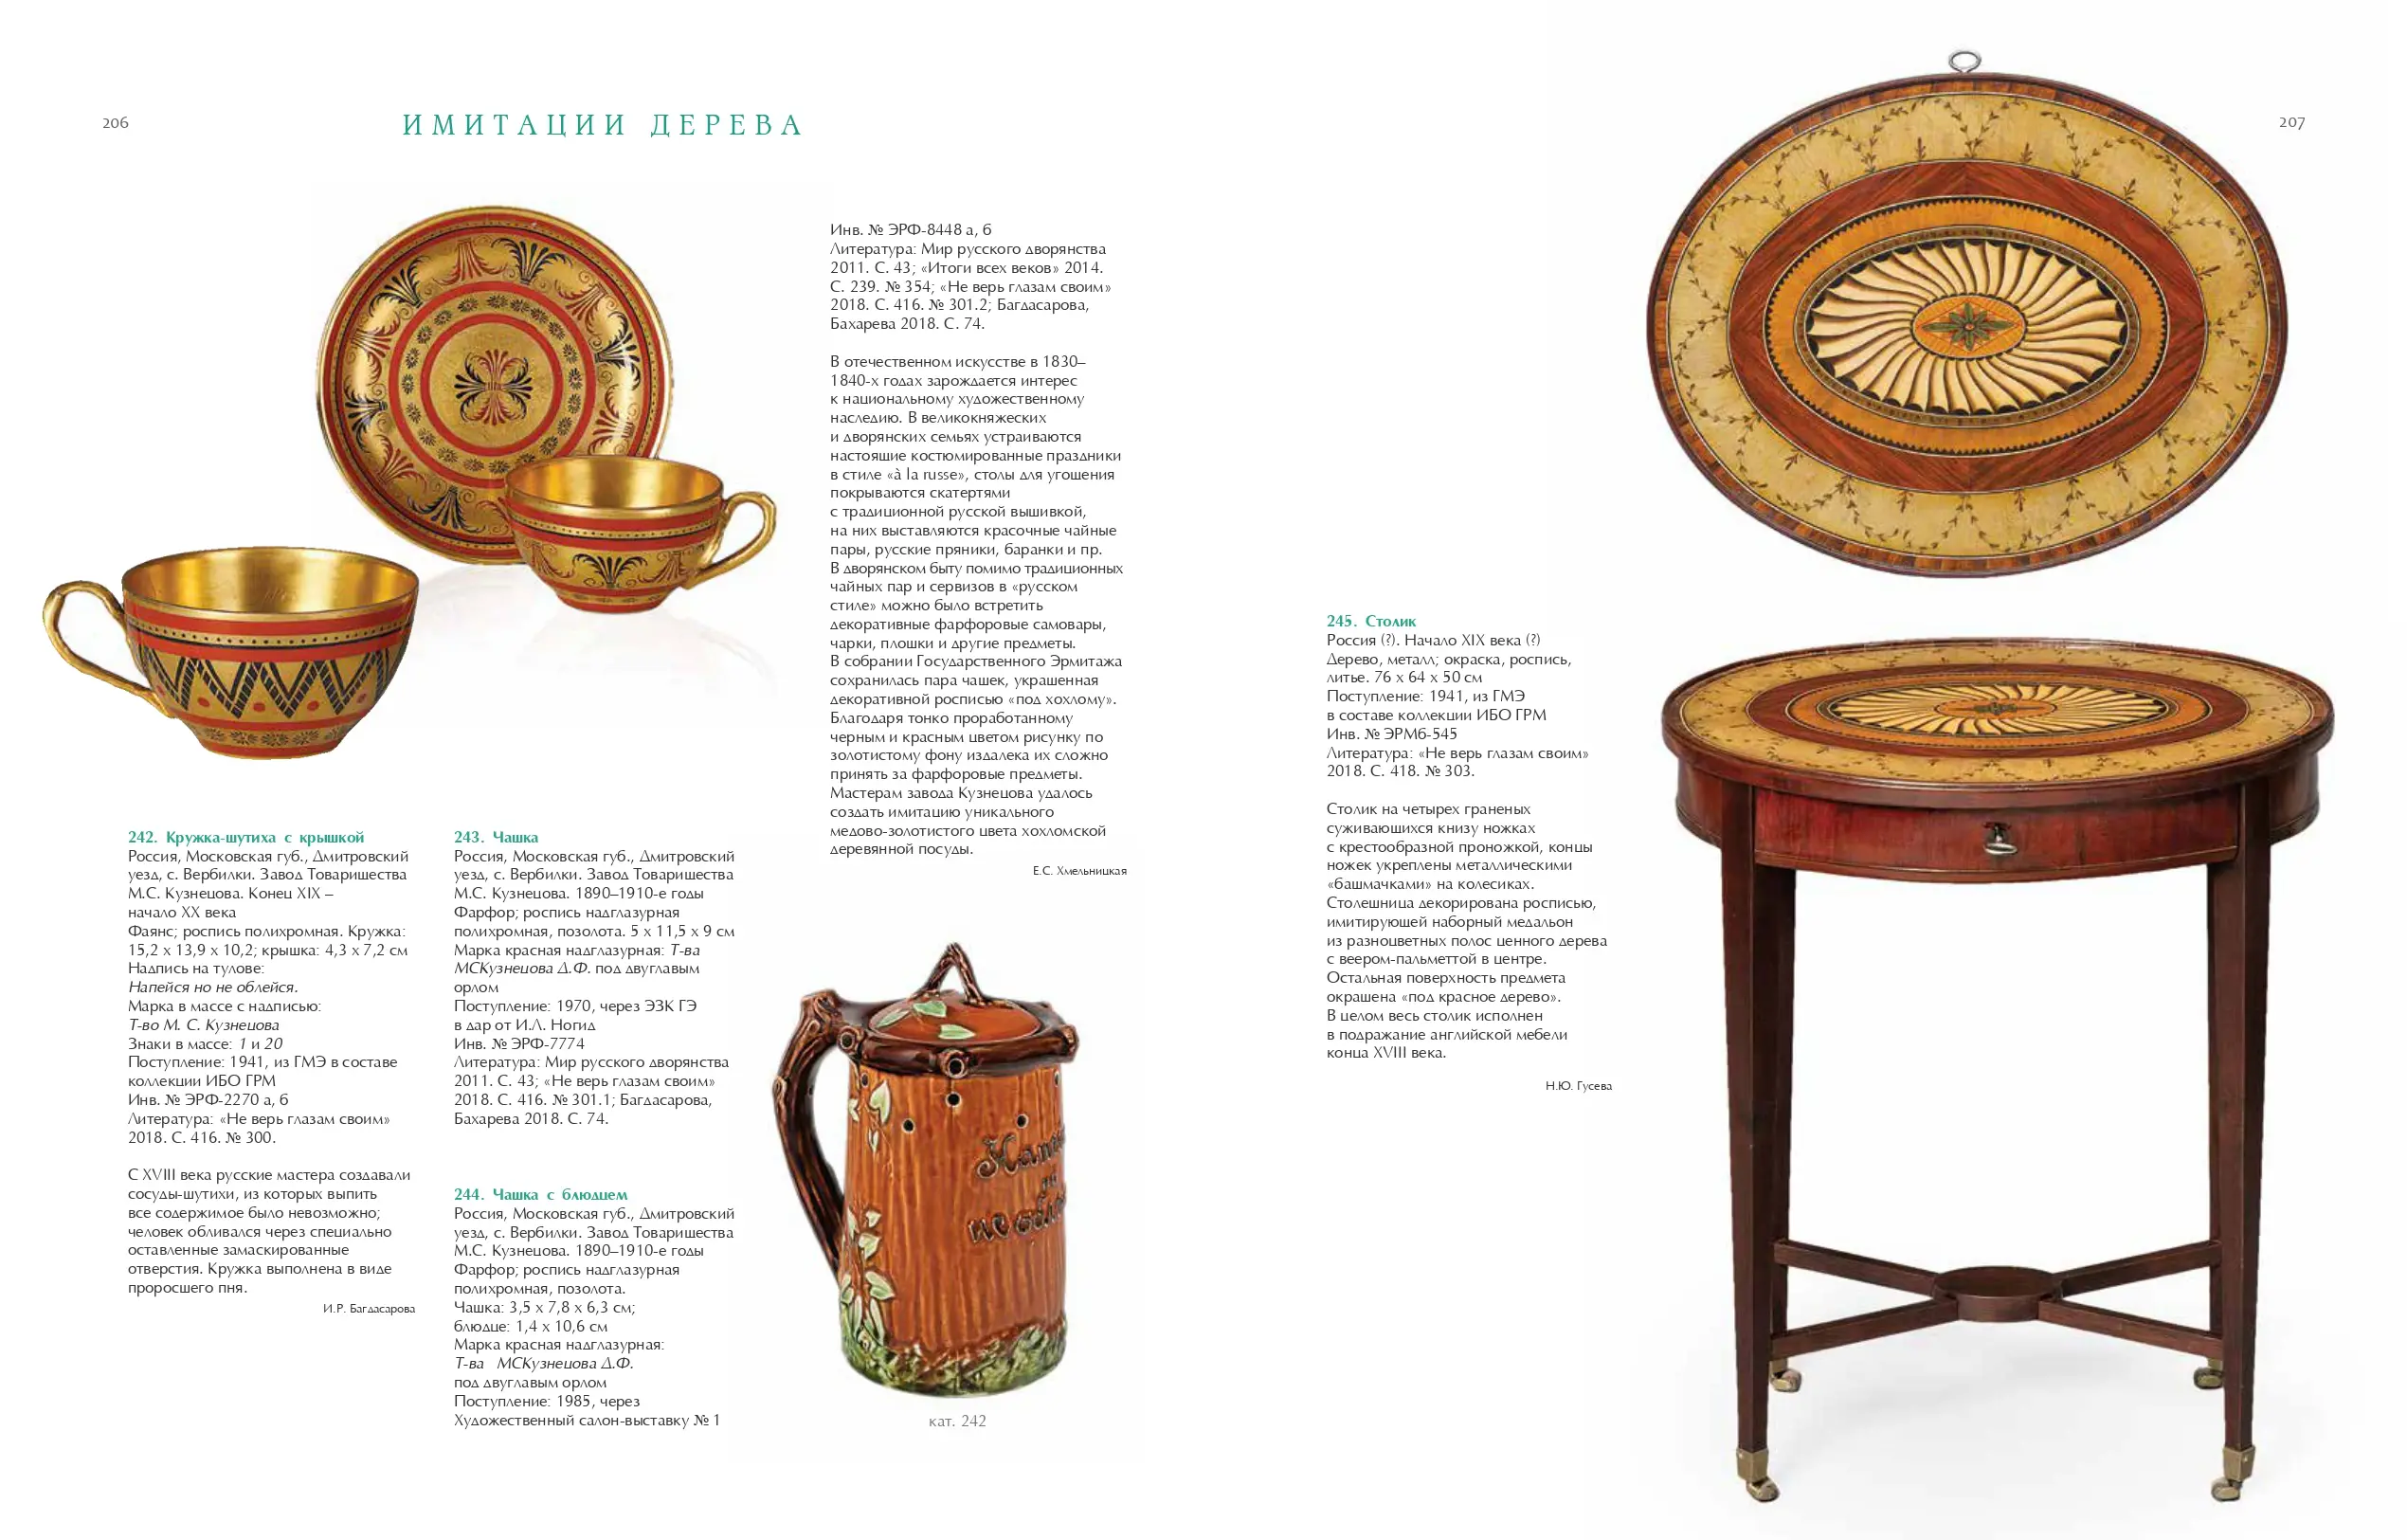 206
ИМИТАЦИИ ДЕРЕВА
242. Кружка-шутиха с крышкой
Россия, Московская губ., Дмитровский
уезд, с. Вербилки. Завод Товарищества
М.С. Кузнецова. Конец XIX –
начало XX века
Фаянс; роспись полихромная. Кружка:
15,2 х 13,9 х 10,2; крышка: 4,3 х 7,2 см
Надпись на тулове:
Напейся но не облейся.
Марка в массе с надписью:
Т-во М. С. Кузнецова
Знаки в массе: 1 и 20
Поступление: 1941, из ГМЭ в составе
коллекции ИБО ГРМ
Инв. № ЭРФ-2270 а, б
Литература: «Не верь глазам своим»
2018. С. 416. № 300.
С XVIII века русские мастера создавали
сосуды-шутихи, из которых выпить
все содержимое было невозможно;
человек обливался через специально
оставленные замаскированные
отверстия. Кружка выполнена в виде
проросшего пня.
И.Р. Багдасарова
243. Чашка
Россия, Московская губ., Дмитровский
уезд, с. Вербилки. Завод Товарищества
М.С. Кузнецова. 1890–1910-е годы
Фарфор; роспись надглазурная
полихромная, позолота. 5 х 11,5 х 9 см
Марка красная надглазурная: Т-ва
МСКузнецова Д.Ф. под двуглавым
орлом
Поступление: 1970, через ЭЗК ГЭ
в дар от И.Л. Ногид
Инв. № ЭРФ-7774
Литература: Мир русского дворянства
2011. С. 43; «Не верь глазам своим»
2018. С. 416. № 301.1; Багдасарова,
Бахарева 2018. С. 74.
244. Чашка с блюдцем
Россия, Московская губ., Дмитровский
уезд, с. Вербилки. Завод Товарищества
М.С. Кузнецова. 1890–1910-е годы
Фарфор; роспись надглазурная
полихромная, позолота.
Чашка: 3,5 х 7,8 х 6,3 см;
блюдце: 1,4 х 10,6 см
Марка красная надглазурная:
Т-ва МСКузнецова Д.Ф.
под двуглавым орлом
Поступление: 1985, через
Художественный салон-выставку № 1
Инв. № ЭРФ-8448 а, б
Литература: Мир русского дворянства
2011. С. 43; «Итоги всех веков» 2014.
С. 239. № 354; «Не верь глазам своим»
2018. С. 416. № 301.2; Багдасарова,
Бахарева 2018. С. 74.
В отечественном искусстве в 1830–
1840-х годах зарождается интерес
к национальному художественному
наследию. В великокняжеских
и дворянских семьях устраиваются
настоящие костюмированные праздники
в стиле «à la russe», столы для угощения
покрываются скатертями
с традиционной русской вышивкой,
на них выставляются красочные чайные
пары, русские пряники, баранки и пр.
В дворянском быту помимо традиционных
чайных пар и сервизов в «русском
стиле» можно было встретить
декоративные фарфоровые самовары,
чарки, плошки и другие предметы.
В собрании Государственного Эрмитажа
сохранилась пара чашек, украшенная
декоративной росписью «под хохлому».
Благодаря тонко проработанному
черным и красным цветом рисунку по
золотистому фону издалека их сложно
принять за фарфоровые предметы.
Мастерам завода Кузнецова удалось
создать имитацию уникального
медово-золотистого цвета хохломской
деревянной посуды.
Е.С. Хмельницкая
кат. 242
207
245. Столик
Россия (?). Начало XIX века (?)
Дерево, металл; окраска, роспись,
литье. 76 х 64 х 50 см
Поступление: 1941, из ГМЭ
в составе коллекции ИБО ГРМ
Инв. № ЭРМб-545
Литература: «Не верь глазам своим»
2018. С. 418. № 303.
Столик на четырех граненых
суживающихся книзу ножках
с крестообразной проножкой, концы
ножек укреплены металлическими
«башмачками» на колесиках.
Столешница декорирована росписью,
имитирующей наборный медальон
из разноцветных полос ценного дерева
с веером-пальметтой в центре.
Остальная поверхность предмета
окрашена «под красное дерево».
В целом весь столик исполнен
в подражание английской мебели
конца XVIII века.
Н.Ю. Гусева